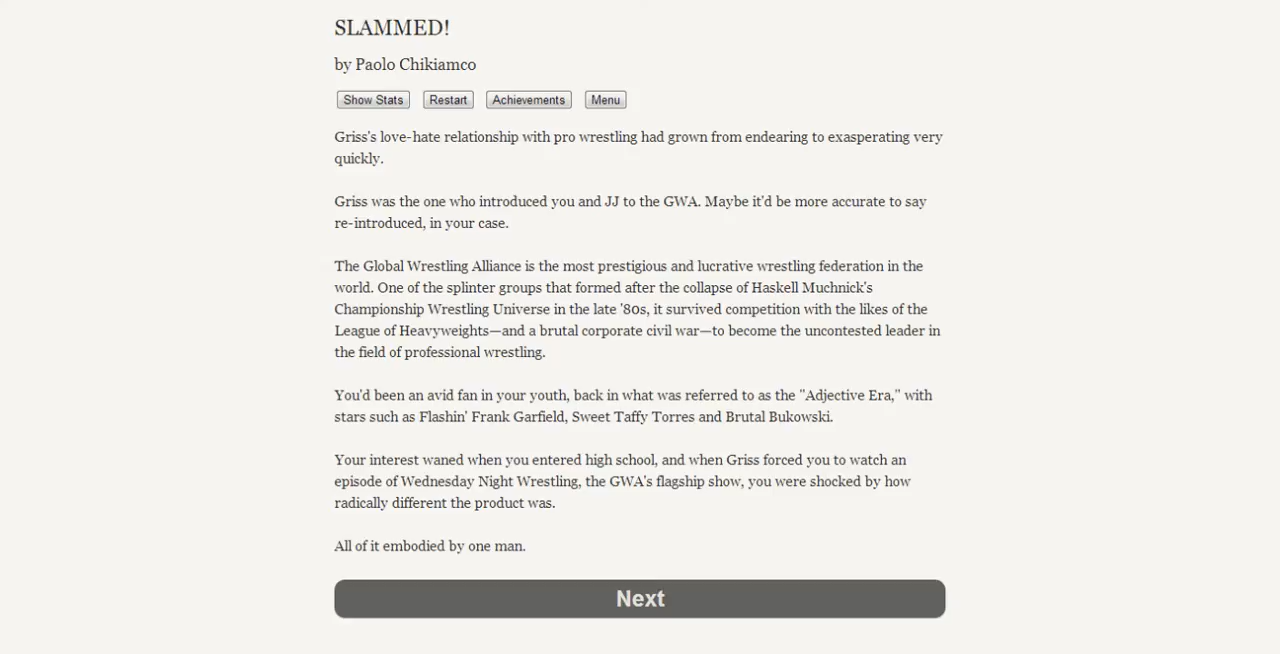 SLAMMED!
by Paolo Chikiamco
Show Stats Restart Achievements Menu
Griss's love-hate relationship with pro wrestling had grown from endearing to exasperating very
quickly.
Griss was the one who introduced you and JJ to the GWA. Maybe it'd be more accurate to say
re-introduced, in your case.
The Global Wrestling Alliance is the most prestigious and lucrative wrestling federation in the
world. One of the splinter groups that formed after the collapse of Haskell Muchnick's
Championship Wrestling Universe in the late '80s, it survived competition with the likes of the
League of Heavyweights—and a brutal corporate civil war—to become the uncontested leader in
the field of professional wrestling.
You'd been an avid fan in your youth, back in what was referred to as the "Adjective Era," with
stars such as Flashin' Frank Garfield, Sweet Taffy Torres and Brutal Bukowski.
Your interest waned when you entered high school, and when Griss forced you to watch an
episode of Wednesday Night Wrestling, the GWA's flagship show, you were shocked by how
radically different the product was.
All of it embodied by one man.
Next